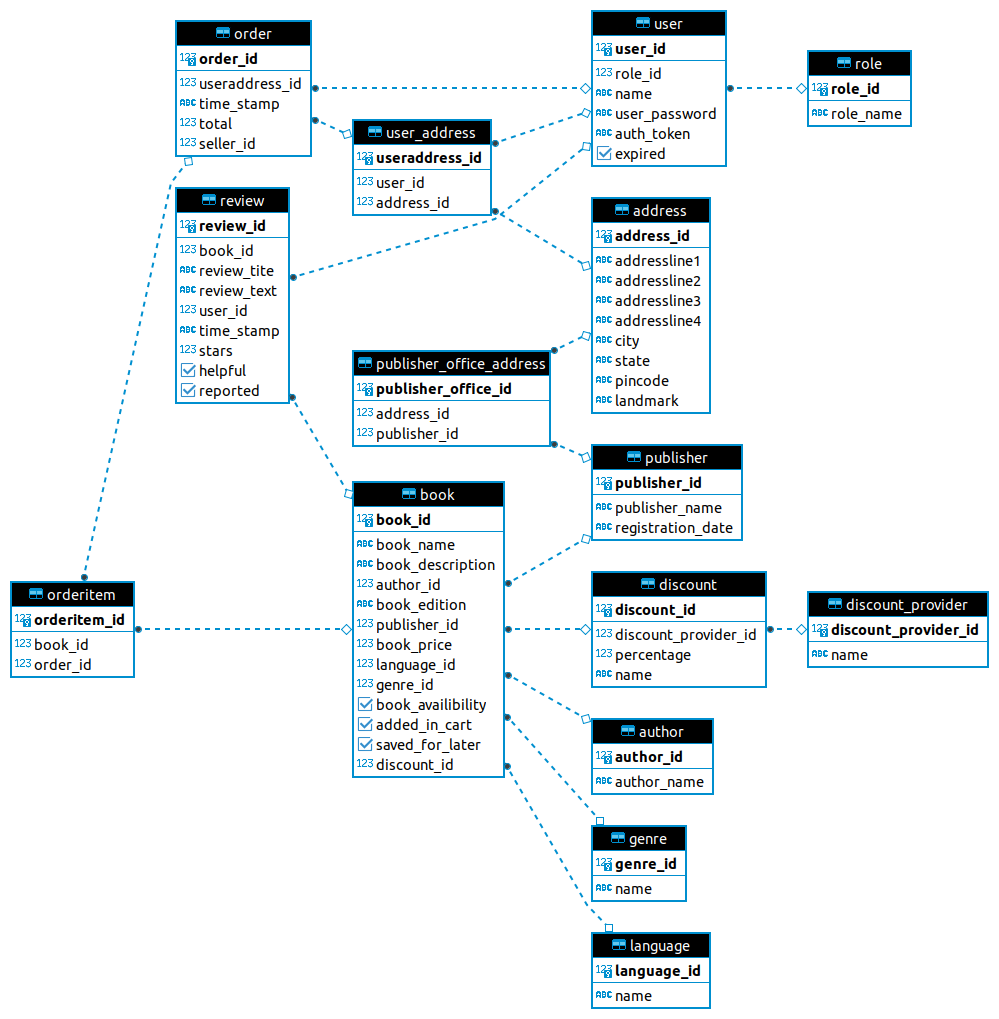 order
order_id
useraddress_id
time_stamp
total
seller_id
user
user_id
role_id
name
user_password
auth_token
expired
role
role_id
role_name
user_address
useraddress_id
user_id
address_id
review
review_id
book_id
review_tite
review_text
user_id
time_stamp
stars
helpful
reported
address
address_id
addressline1
addressline2
addressline3
addressline4
city
state
pincode
landmark
publisher_office_address
publisher_office_id
address_id
publisher_id
publisher
publisher_id
publisher_name
registration_date
book
book_id
book_name
book_description
author_id
book_edition
publisher_id
book_price
language_id
genre_id
book_availibility
added_in_cart
saved_for_later
discount_id
orderitem
orderitem_id
book_id
order_id
discount
discount_id
discount_provider_id
percentage
name
discount_provider
discount_provider_id
name
author
author_id
author_name
genre
genre_id
name
language
language_id
name